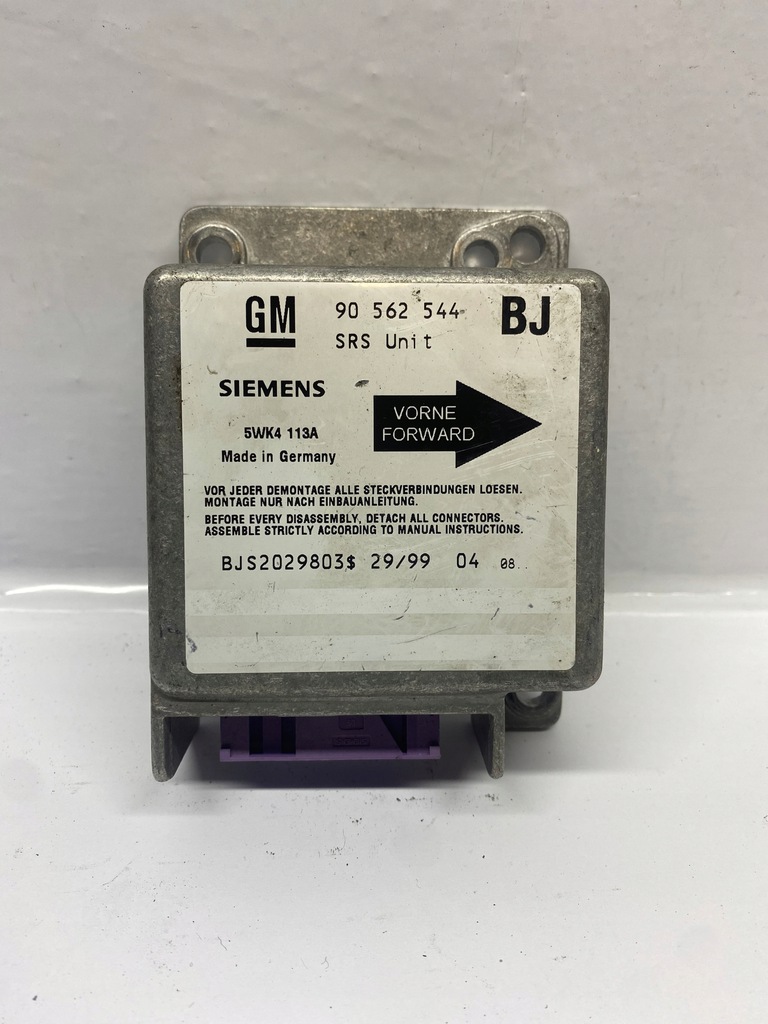 GM 90 562 544 BJ
SRS Unit
SIEMENS
VORNE
FORWARD
5WK4 113A
Made in Germany
VOR JEDER DEMONTAGE ALLE STECKVERBINDUNGEN LOESEN.
MONTAGE NUR NACH EINBAUANLEITUNG.
BEFORE EVERY DISASSEMBLY, DETACH ALL CONNECTORS.
ASSEMBLE STRICTLY ACCORDING TO MANUAL INSTRUCTIONS.
BJS2029803$ 29/99 04 08..